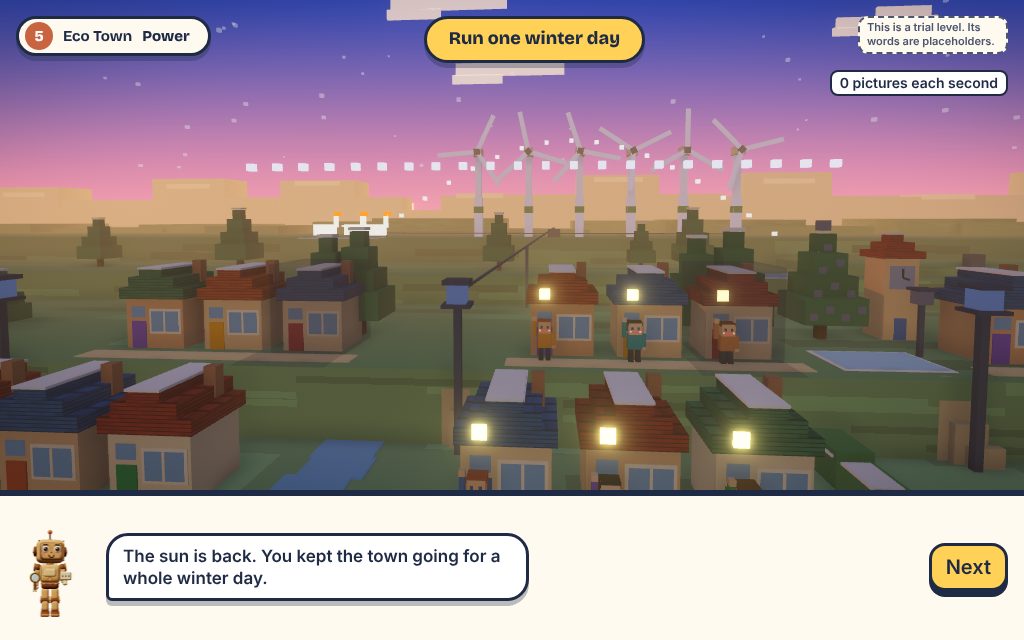 5 Eco Town Power
Run one winter day
This is a trial level. Its
words are placeholders.
0 pictures each second
The sun is back. You kept the town going for a
whole winter day.
Next